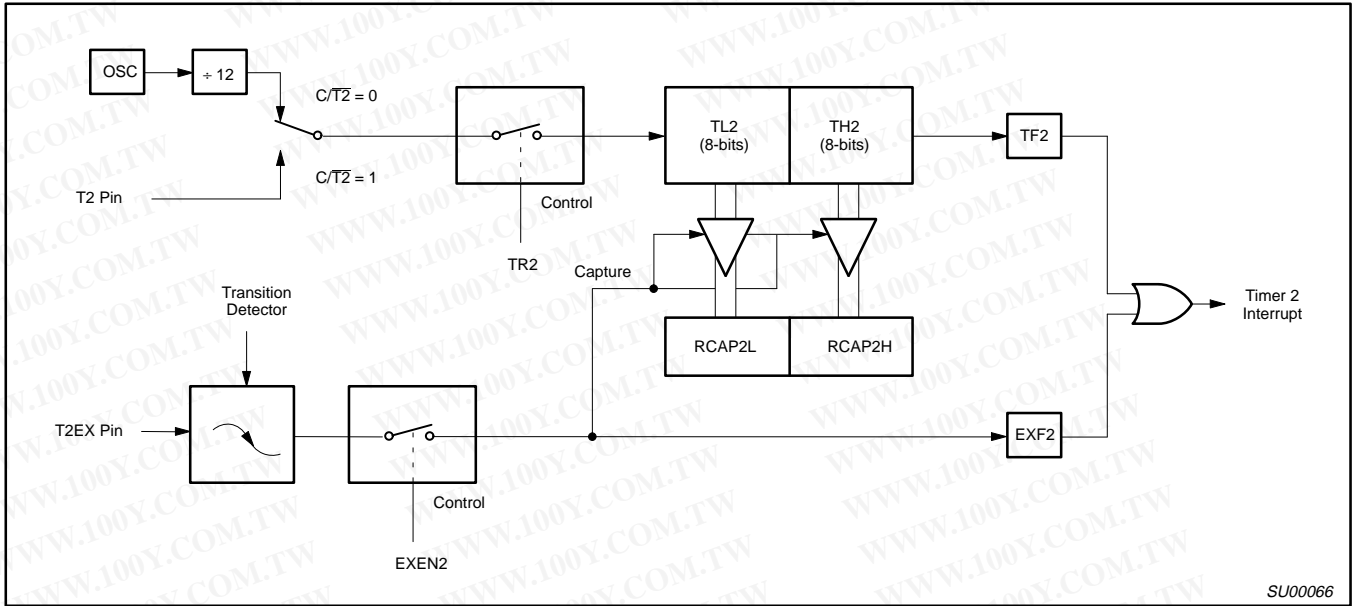 OSC
÷ 12
C/T2 = 0
C/T2 = 1
T2 Pin
Control
TR2
TL2
(8-bits)
TH2
(8-bits)
TF2
Capture
RCAP2L
RCAP2H
Timer 2
Interrupt
Transition
Detector
T2EX Pin
Control
EXEN2
EXF2
SU00066
WWW.100Y.COM.TW